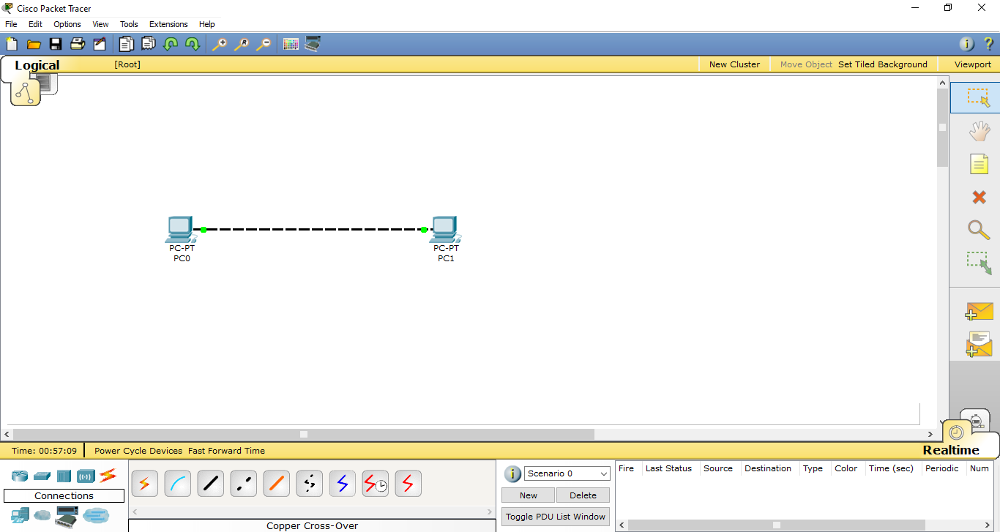 Cisco Packet Tracer
File Edit Options View Tools Extensions Help
Logical [Root] New Cluster Move Object Set Tiled Background Viewport
PC-PT PC-PT
PC0 PC1
Realtime
Time: 00:57:09 Power Cycle Devices Fast Forward Time
Scenario 0 Fire Last Status Source Destination Type Color Time (sec) Periodic Num
Connections New Delete
Toggle PDU List Window
Copper Cross-Over